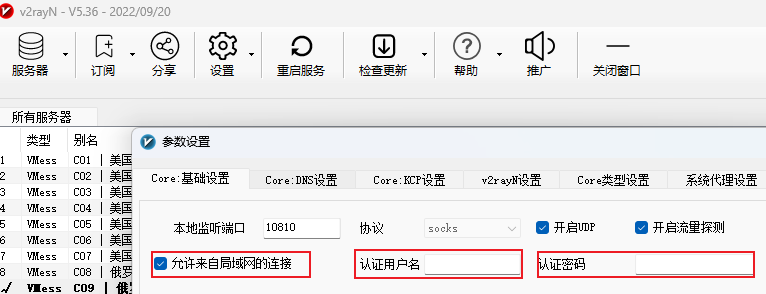 v2rayN - V5.36 - 2022/09/20
服务器 订阅 分享 设置 重启服务 检查更新 帮助 推广 关闭窗口
所有服务器
类型 别名
参数设置
1 VMess C01 | 美国
Core:基础设置 Core:DNS设置 Core:KCP设置 v2rayN设置 Core类型设置 系统代理设置
2 VMess C02 | 美国
3 VMess C03 | 美国
4 VMess C04 | 美国
本地监听端口 10810 协议 socks 开启UDP 开启流量探测
5 VMess C05 | 美国
6 VMess C06 | 美国
7 VMess C07 | 美国
允许来自局域网的连接 认证用户名 认证密码
8 VMess C08 | 俄罗
√ VMess C09 | 俄